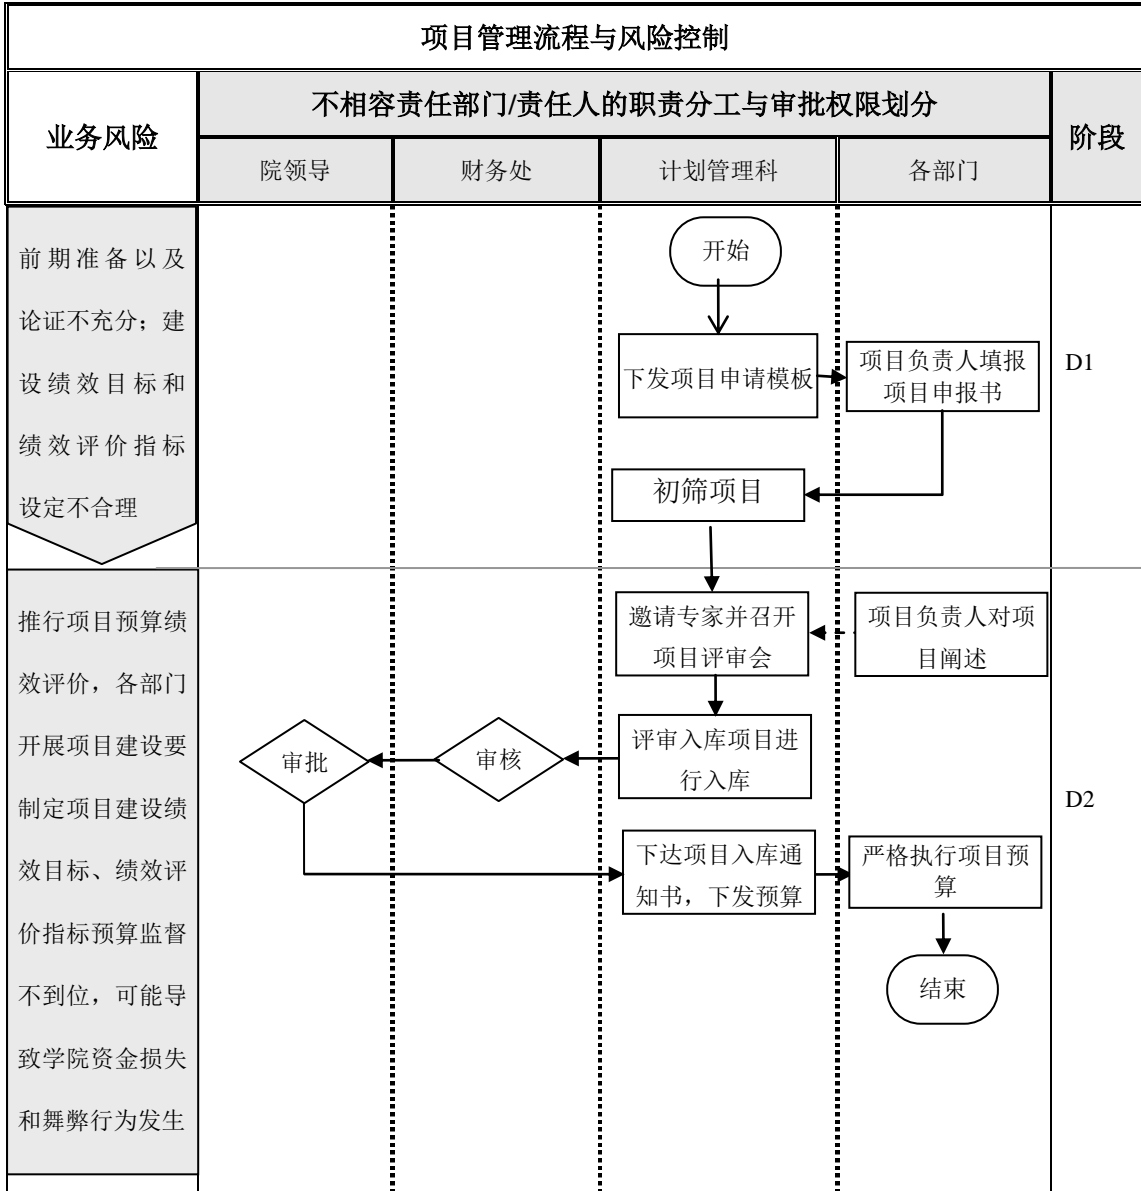 项目管理流程与风险控制
业务风险
不相容责任部门/责任人的职责分工与审批权限划分
阶段
院领导
财务处
计划管理科
各部门
前期准备以及
论证不充分；建
设绩效目标和
绩效评价指标
设定不合理
开始
下发项目申请模板
项目负责人填报
项目申报书
D1
初筛项目
推行项目预算绩
效评价，各部门
开展项目建设要
制定项目建设绩
效目标、绩效评
价指标预算监督
不到位，可能导
致学院资金损失
和舞弊行为发生
邀请专家并召开
项目评审会
项目负责人对项
目阐述
审批
审核
评审入库项目进
行入库
D2
下达项目入库通
知书，下发预算
严格执行项目预
算
结束